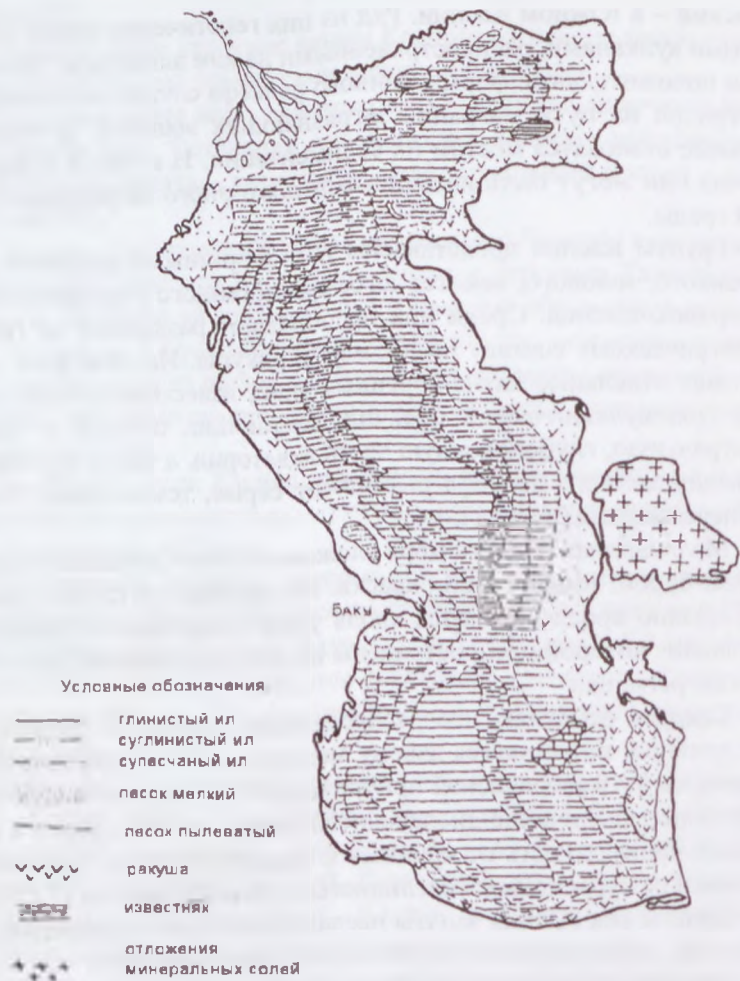 Баку
Условные обозначения
глинистый ил
суглинистый ил
супесчаный ил
песок мелкий
песок пылеватый
ракуша
известняк
отложения
минеральных солей